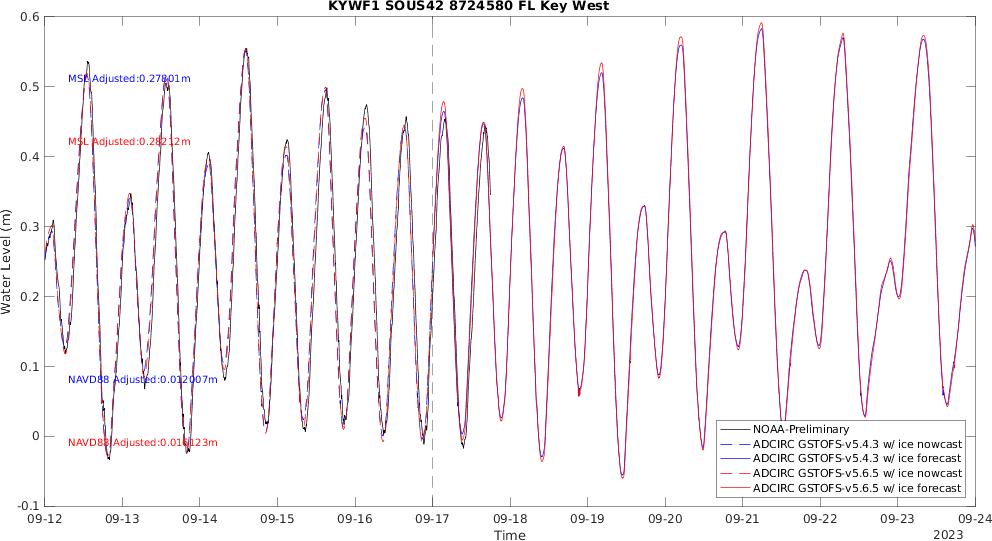 KYWF1 SOUS42 8724580 FL Key West
0.6
0.5
0.4
0.3
0.2
0.1
0
-0.1
Water Level (m)
MSL Adjusted:0.27801m
MSL Adjusted:0.28212m
NAVD88 Adjusted:0.012007m
NAVD88 Adjusted:0.016123m
NOAA-Preliminary
ADCIRC GSTOFS-v5.4.3 w/ ice nowcast
ADCIRC GSTOFS-v5.4.3 w/ ice forecast
ADCIRC GSTOFS-v5.6.5 w/ ice nowcast
ADCIRC GSTOFS-v5.6.5 w/ ice forecast
09-12 09-13 09-14 09-15 09-16 09-17 09-18 09-19 09-20 09-21 09-22 09-23 09-24
Time
2023